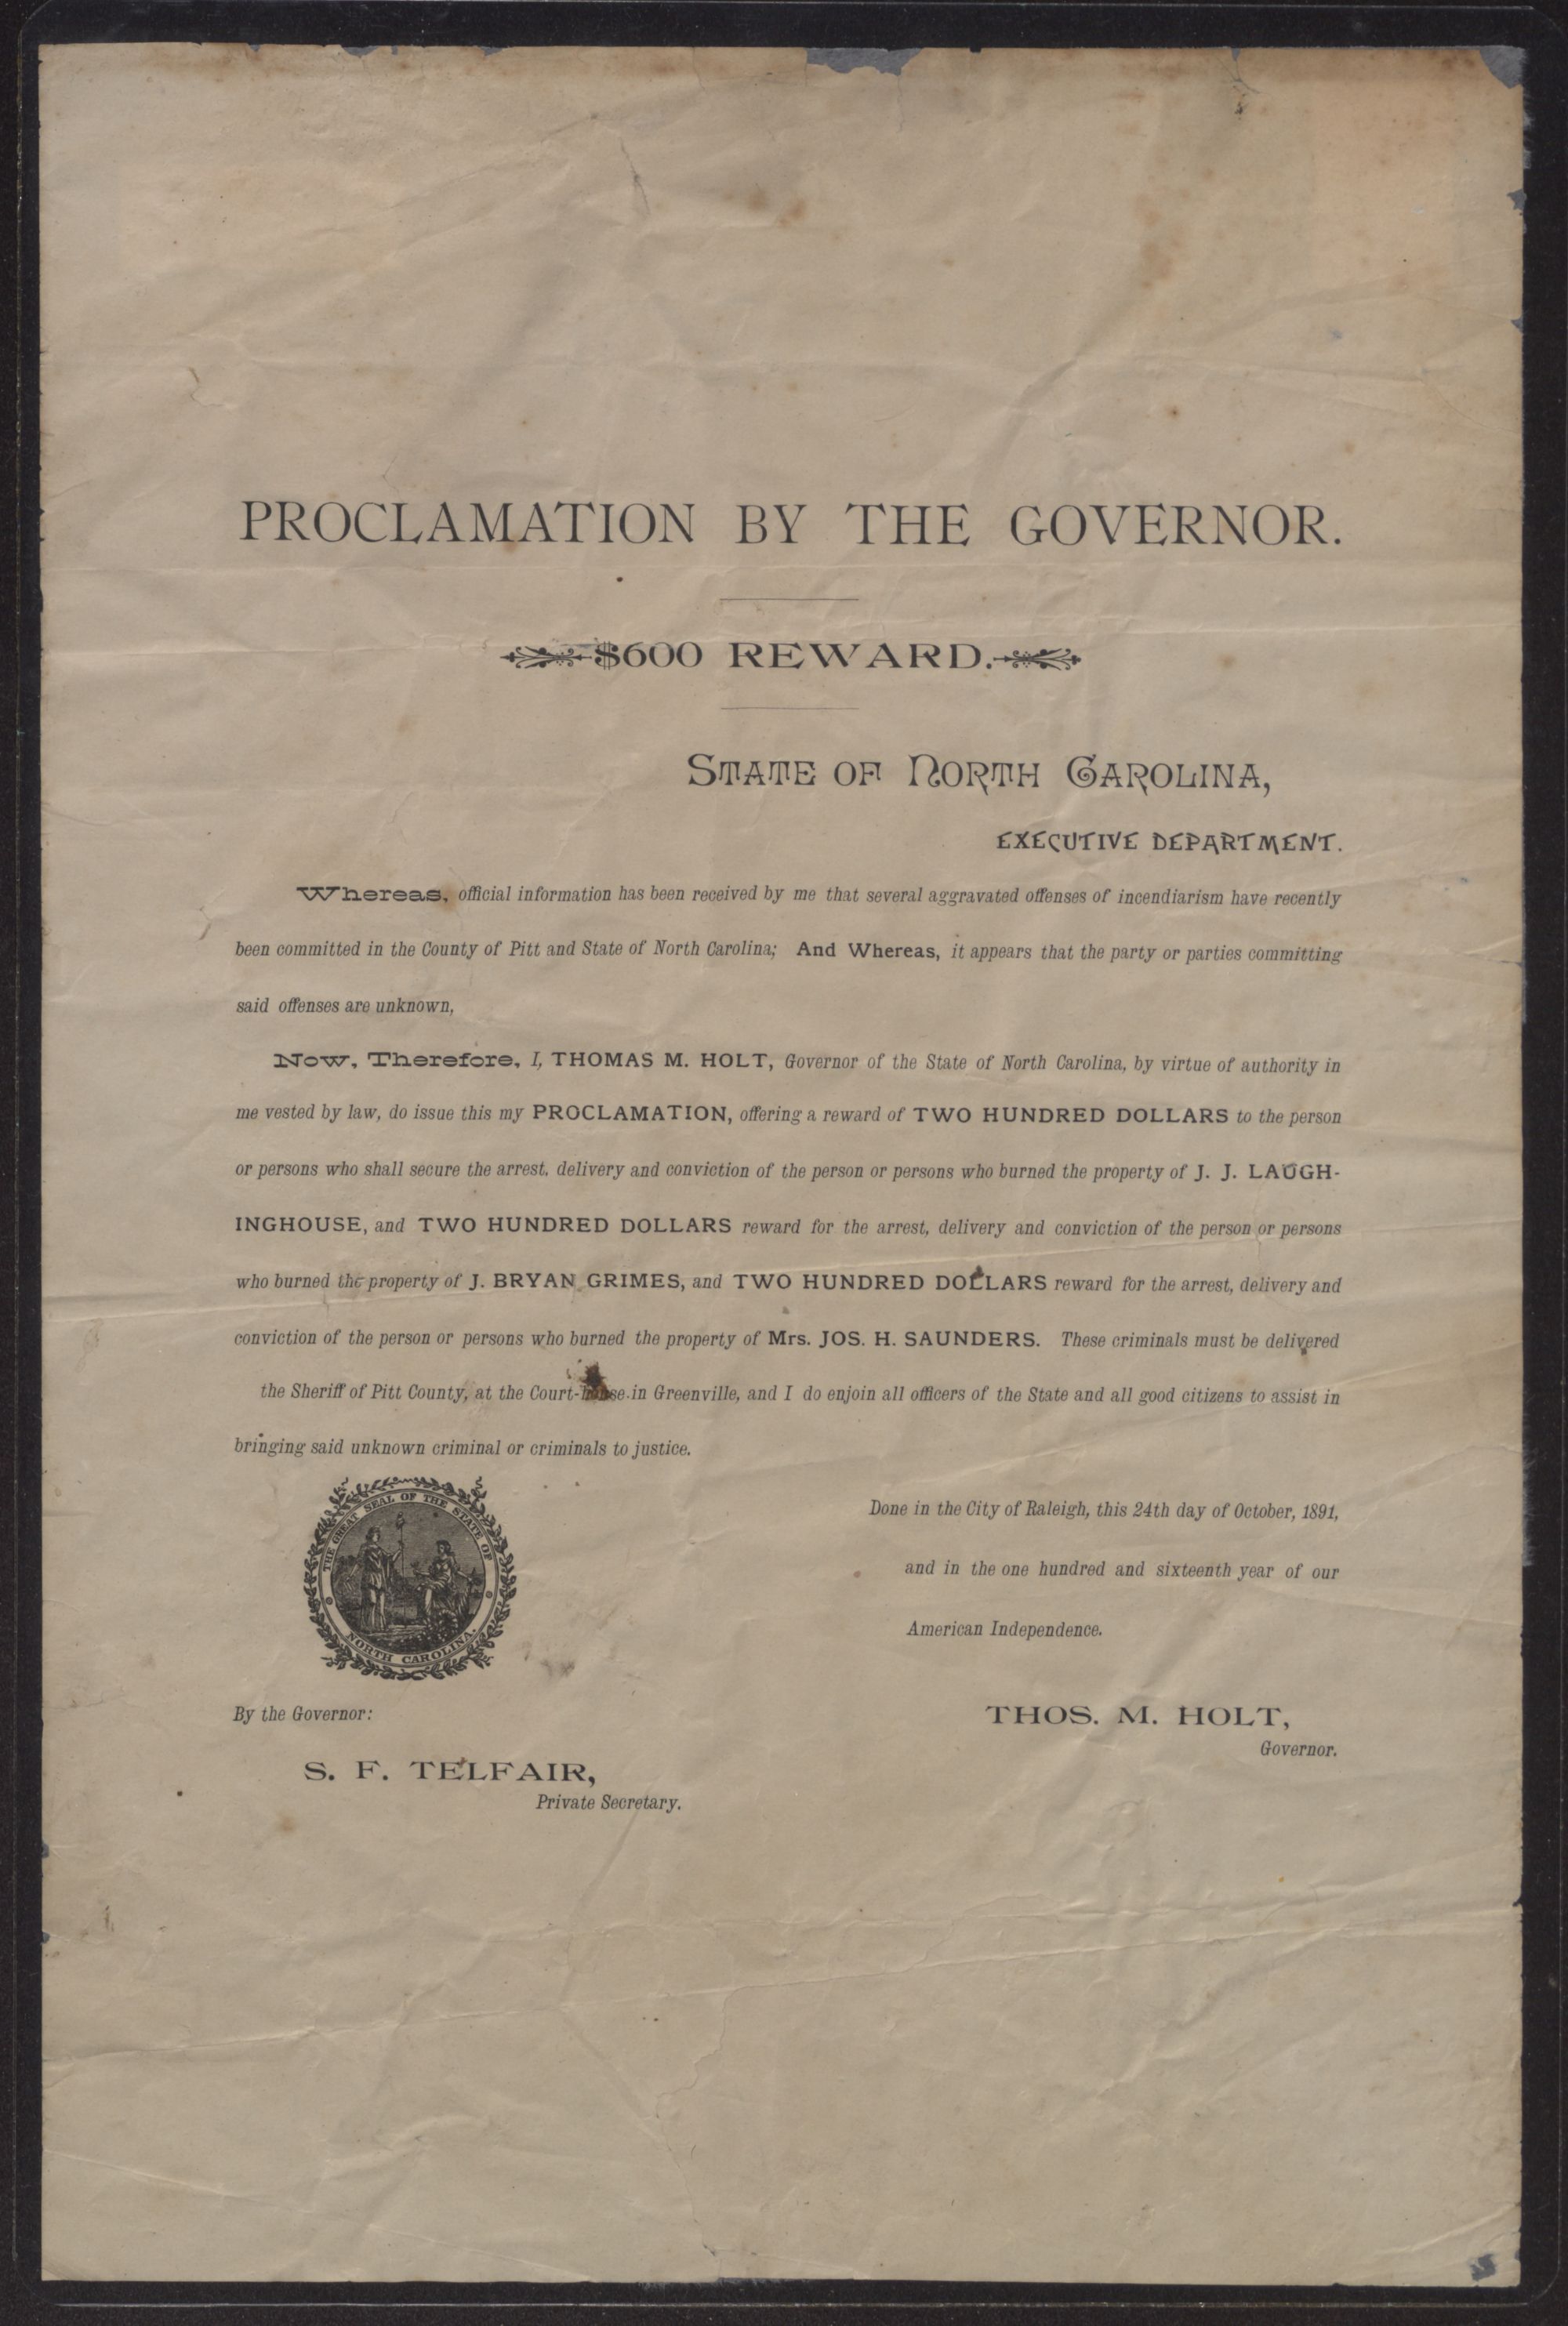 PROCLAMATION BY THE GOVERNOR.
$600 REWARD.
STATE OF NORTH CAROLINA,
EXECUTIVE DEPARTMENT.
Whereas, official information has been received by me that several aggravated offenses of incendiarism have recently
been committed in the County of Pitt and State of North Carolina; And Whereas, it appears that the party or parties committing
said offenses are unknown,
Now, Therefore, I, THOMAS M. HOLT, Governor of the State of North Carolina, by virtue of authority in
me vested by law, do issue this my PROCLAMATION, offering a reward of TWO HUNDRED DOLLARS to the person
or persons who shall secure the arrest, delivery and conviction of the person or persons who burned the property of J. J. LAUGH-
INGHOUSE, and TWO HUNDRED DOLLARS reward for the arrest, delivery and conviction of the person or persons
who burned the property of J. BRYAN GRIMES, and TWO HUNDRED DOLLARS reward for the arrest, delivery and
conviction of the person or persons who burned the property of Mrs. JOS. H. SAUNDERS. These criminals must be delivered
the Sheriff of Pitt County, at the Court-house in Greenville, and I do enjoin all officers of the State and all good citizens to assist in
bringing said unknown criminal or criminals to justice.
THE GREAT SEAL OF THE STATE OF
NORTH CAROLINA.
Done in the City of Raleigh, this 24th day of October, 1891,
and in the one hundred and sixteenth year of our
American Independence.
THOS. M. HOLT,
Governor.
By the Governor:
S. F. TELFAIR,
Private Secretary.